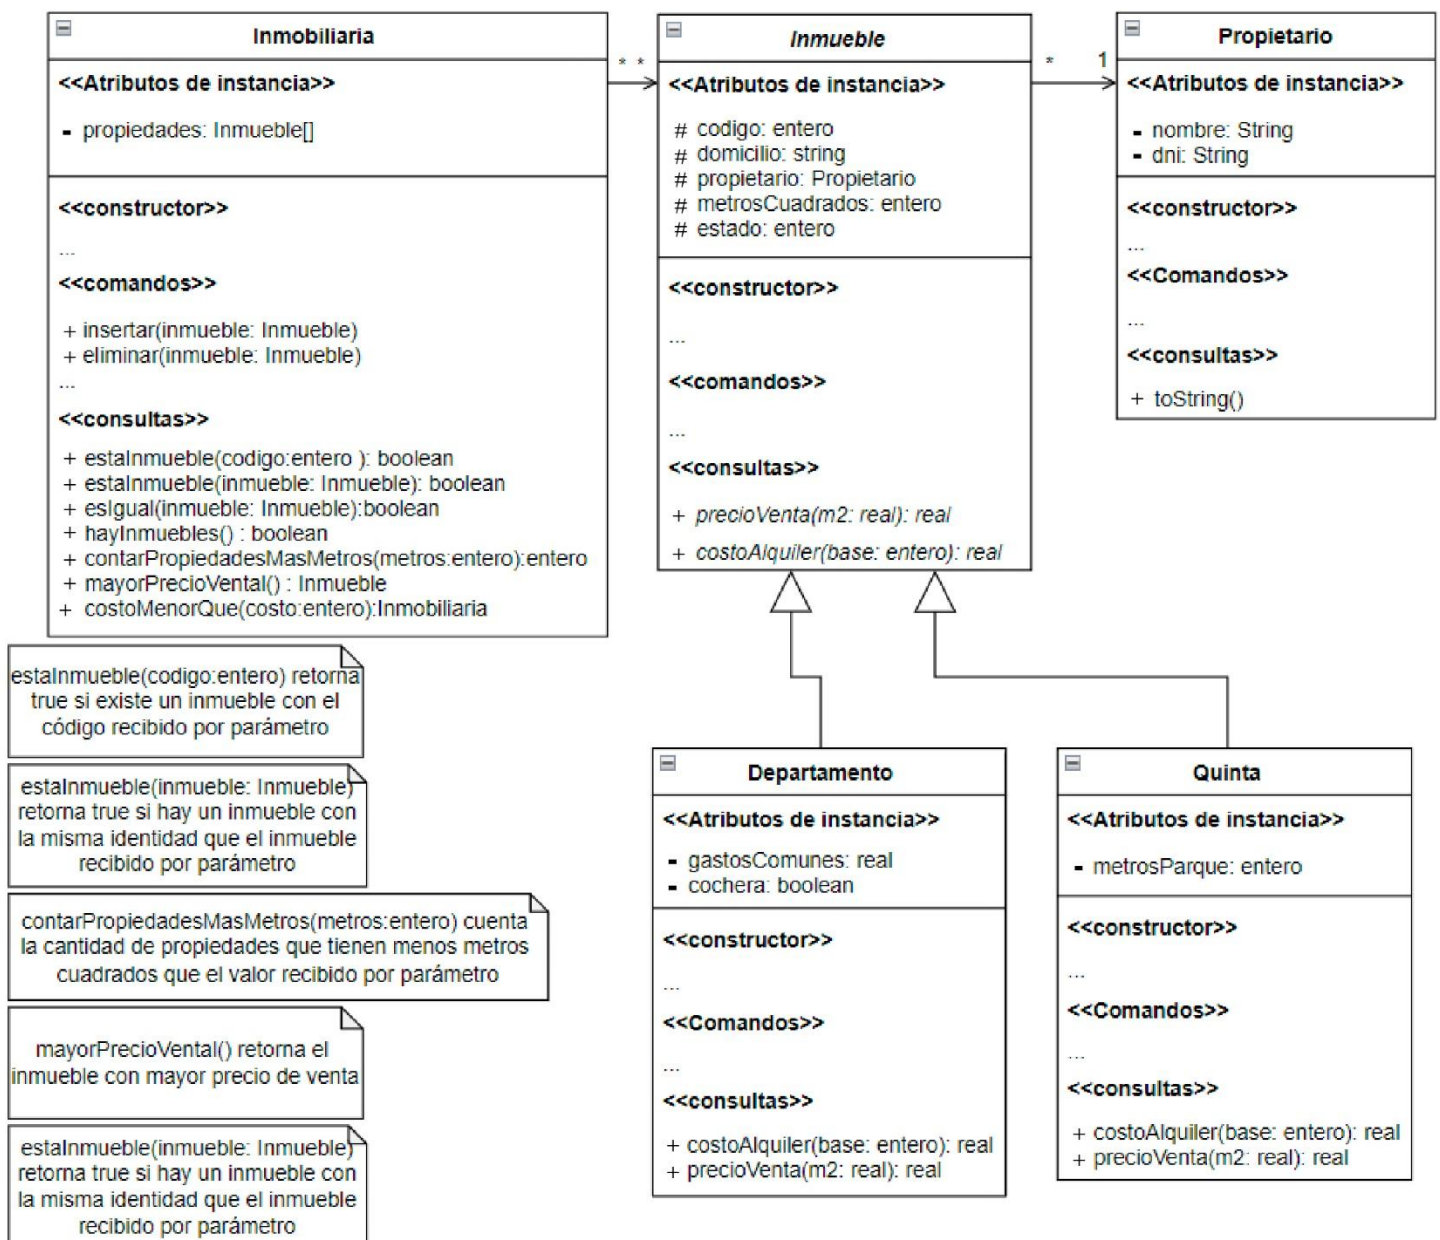 Inmobiliaria
<<Atributos de instancia>>
- propiedades: Inmueble[]
<<constructor>>
...
<<comandos>>
+ insertar(inmueble: Inmueble)
+ eliminar(inmueble: Inmueble)
...
<<consultas>>
+ estaInmueble(codigo:entero ): boolean
+ estaInmueble(inmueble: Inmueble): boolean
+ esIgual(inmueble: Inmueble):boolean
+ hayInmuebles() : boolean
+ contarPropiedadesMasMetros(metros:entero):entero
+ mayorPrecioVental() : Inmueble
+ costoMenorQue(costo:entero):Inmobiliaria
* *
Inmueble
<<Atributos de instancia>>
# codigo: entero
# domicilio: string
# propietario: Propietario
# metrosCuadrados: entero
# estado: entero
<<constructor>>
...
<<comandos>>
...
<<consultas>>
+ precioVenta(m2: real): real
+ costoAlquiler(base: entero): real
* 1
Propietario
<<Atributos de instancia>>
- nombre: String
- dni: String
<<constructor>>
...
<<Comandos>>
...
<<consultas>>
+ toString()
estaInmueble(codigo:entero) retorna
true si existe un inmueble con el
código recibido por parámetro
estaInmueble(inmueble: Inmueble)
retorna true si hay un inmueble con
la misma identidad que el inmueble
recibido por parámetro
contarPropiedadesMasMetros(metros:entero) cuenta
la cantidad de propiedades que tienen menos metros
cuadrados que el valor recibido por parámetro
mayorPrecioVental() retorna el
inmueble con mayor precio de venta
estaInmueble(inmueble: Inmueble)
retorna true si hay un inmueble con
la misma identidad que el inmueble
recibido por parámetro
Departamento
<<Atributos de instancia>>
- gastosComunes: real
- cochera: boolean
<<constructor>>
...
<<Comandos>>
...
<<consultas>>
+ costoAlquiler(base: entero): real
+ precioVenta(m2: real): real
Quinta
<<Atributos de instancia>>
- metrosParque: entero
<<constructor>>
...
<<Comandos>>
...
<<consultas>>
+ costoAlquiler(base: entero): real
+ precioVenta(m2: real): real